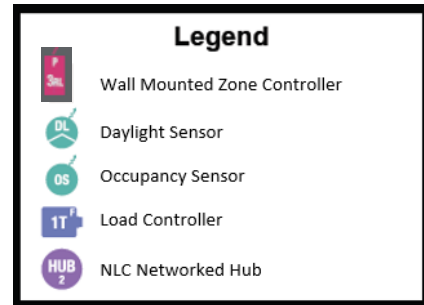 Legend
P
3RL
Wall Mounted Zone Controller
DL
Daylight Sensor
OS
Occupancy Sensor
1T F
Load Controller
HUB
2
NLC Networked Hub